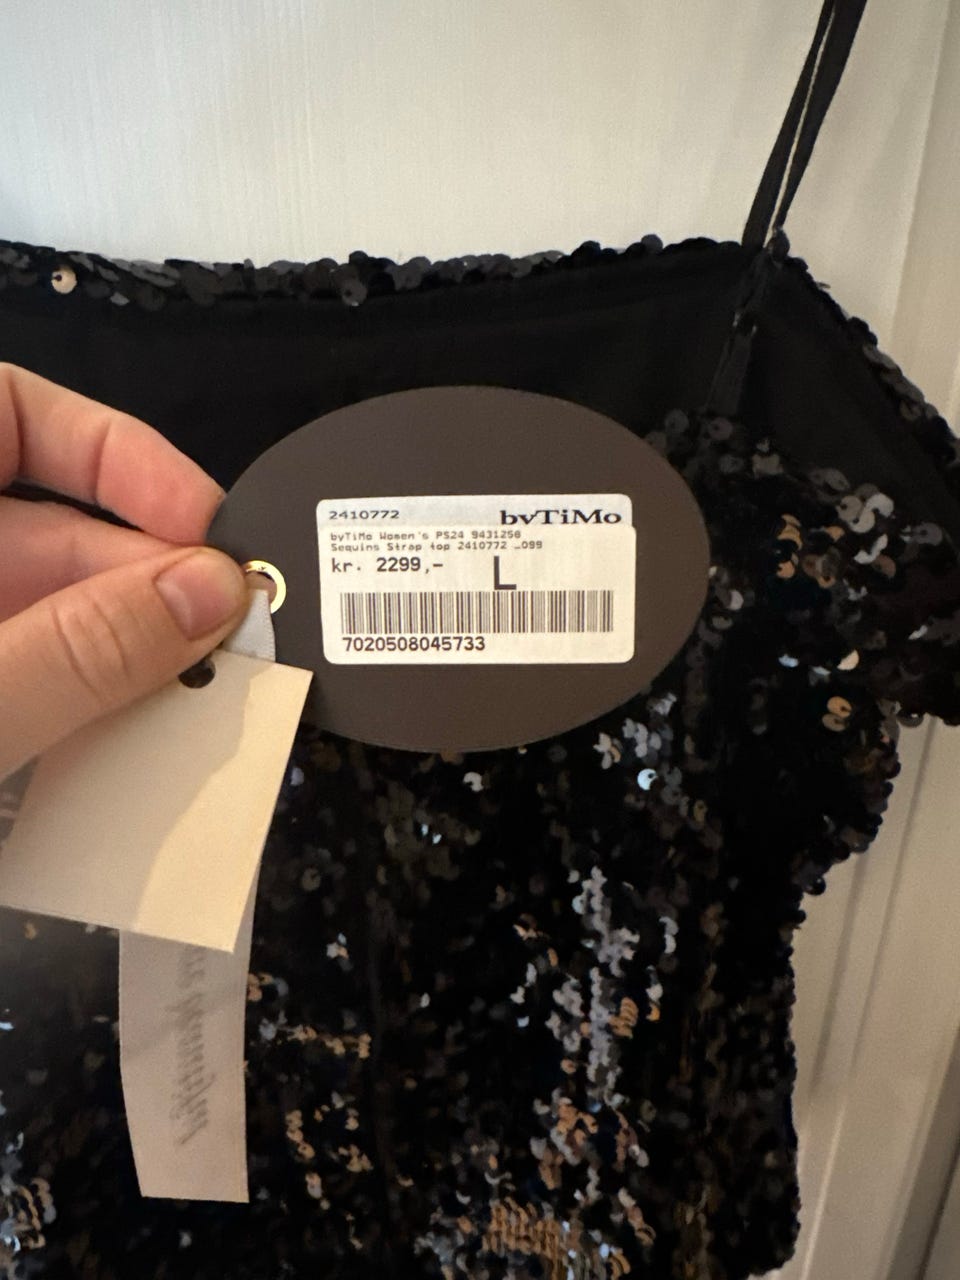 2410772
byTiMo
byTiMo Women's PS24 9431250
Sequins Strap top 2410772 _099
kr. 2299,-
L
7020508045733